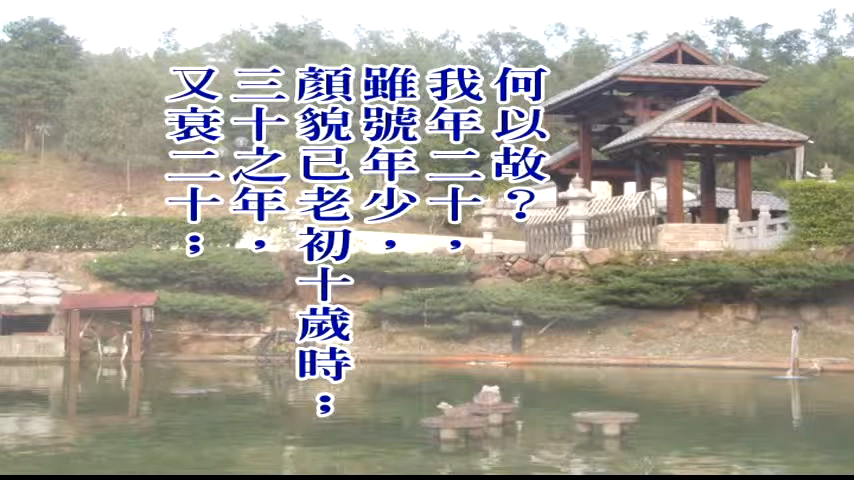 何以故？
我年二十，
雖號年少，
顏貌已老初十歲時；
三十之年，
又衰二十；